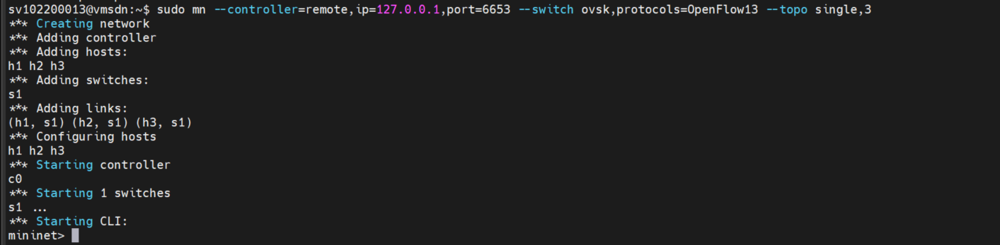 sv102200013@vmsdn:~$ sudo mn --controller=remote,ip=127.0.0.1,port=6653 --switch ovsk,protocols=OpenFlow13 --topo single,3
*** Creating network
*** Adding controller
*** Adding hosts:
h1 h2 h3
*** Adding switches:
s1
*** Adding links:
(h1, s1) (h2, s1) (h3, s1)
*** Configuring hosts
h1 h2 h3
*** Starting controller
c0
*** Starting 1 switches
s1 ...
*** Starting CLI:
mininet>